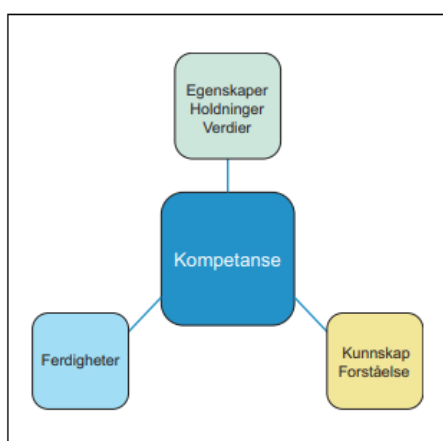 Egenskaper
Holdninger
Verdier
Kompetanse
Ferdigheter
Kunnskap
Forståelse